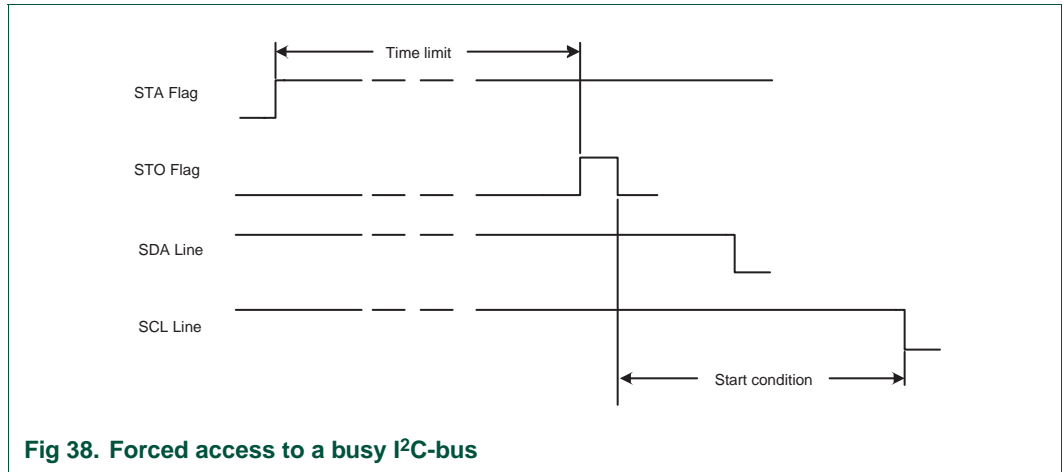 Time limit
STA Flag
STO Flag
SDA Line
SCL Line
Start condition
Fig 38. Forced access to a busy I2C-bus